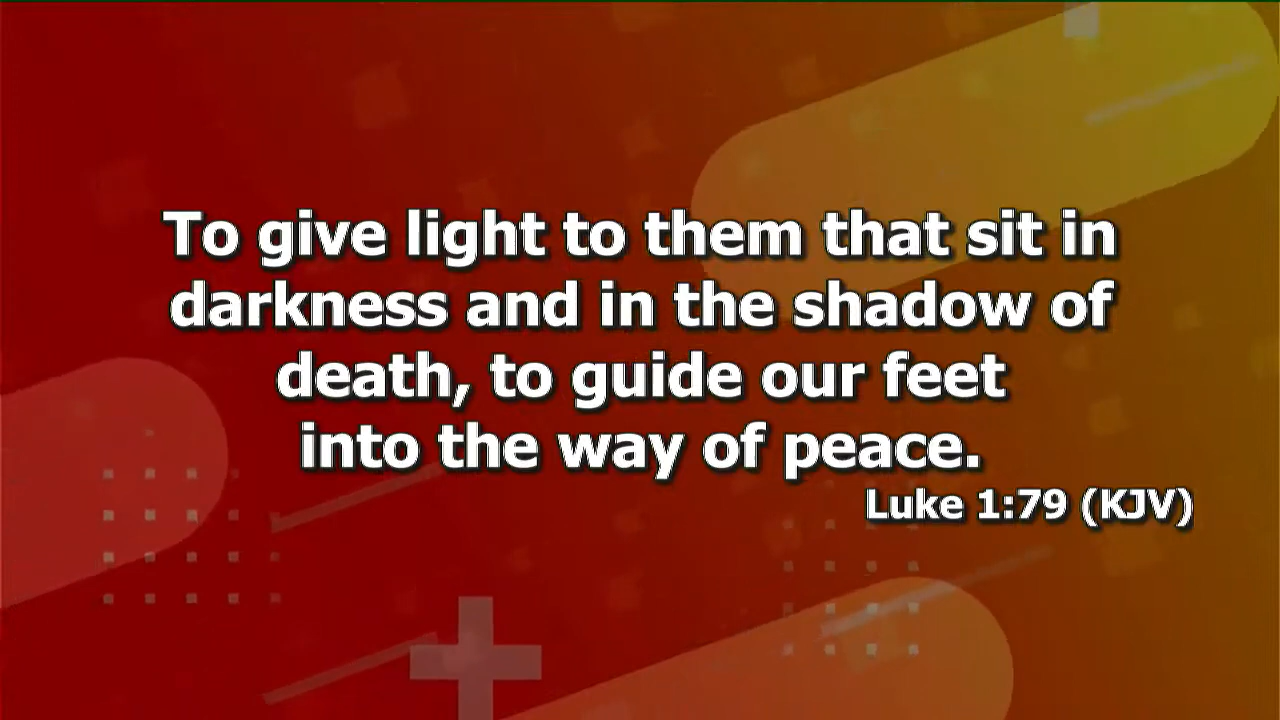 To give light to them that sit in
darkness and in the shadow of
death, to guide our feet
into the way of peace.
Luke 1:79 (KJV)